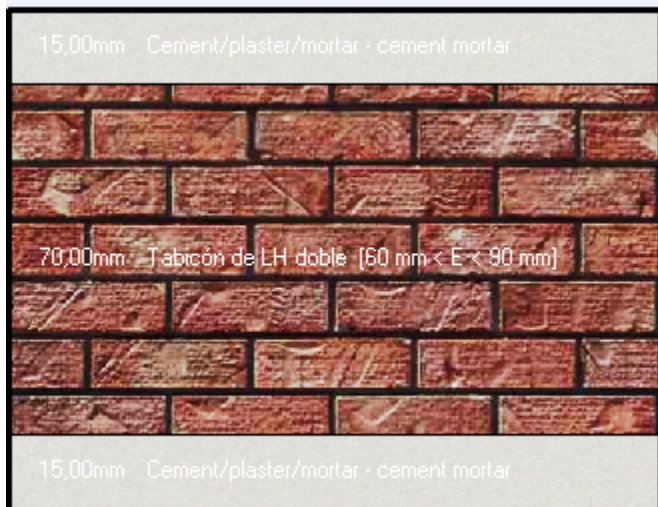 15,00mm Cement/plaster/mortar - cement mortar
70,00mm Tabicón de LH doble [60 mm < E < 90 mm]
15,00mm Cement/plaster/mortar - cement mortar